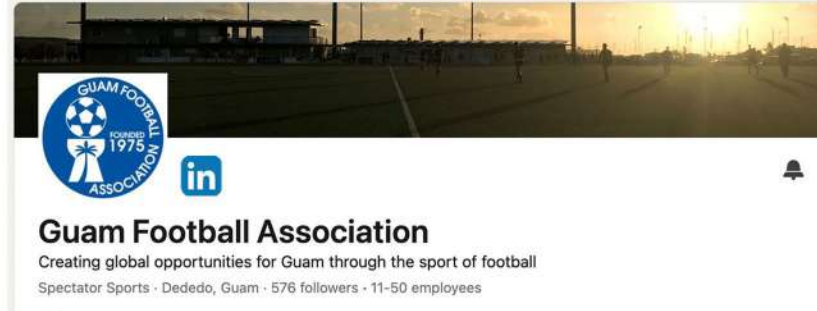 GUAM FOOTBALL ASSOCIATION
FOUNDED
1975
in
Guam Football Association
Creating global opportunities for Guam through the sport of football
Spectator Sports · Dededo, Guam · 576 followers · 11-50 employees